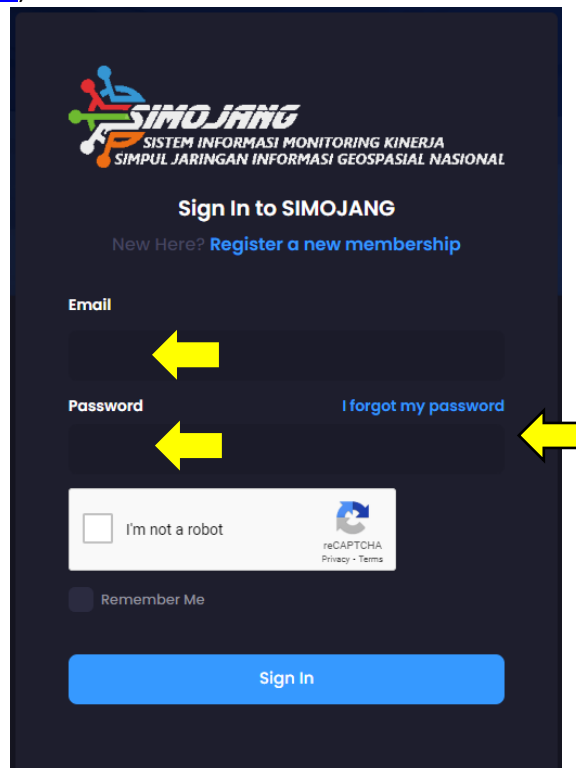 SIMOJANG
SISTEM INFORMASI MONITORING KINERJA
SIMPUL JARINGAN INFORMASI GEOSPASIAL NASIONAL
Sign In to SIMOJANG
New Here? Register a new membership
Email
Password I forgot my password
I'm not a robot
reCAPTCHA
Privacy - Terms
Remember Me
Sign In